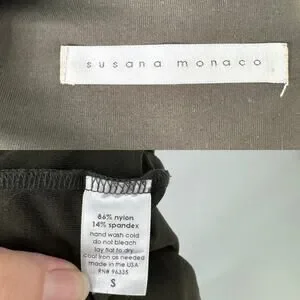 susana monaco
86% nylon
14% spandex
hand wash cold
do not bleach
lay flat to dry
cool iron as needed
made in the USA
RN# 96335
S